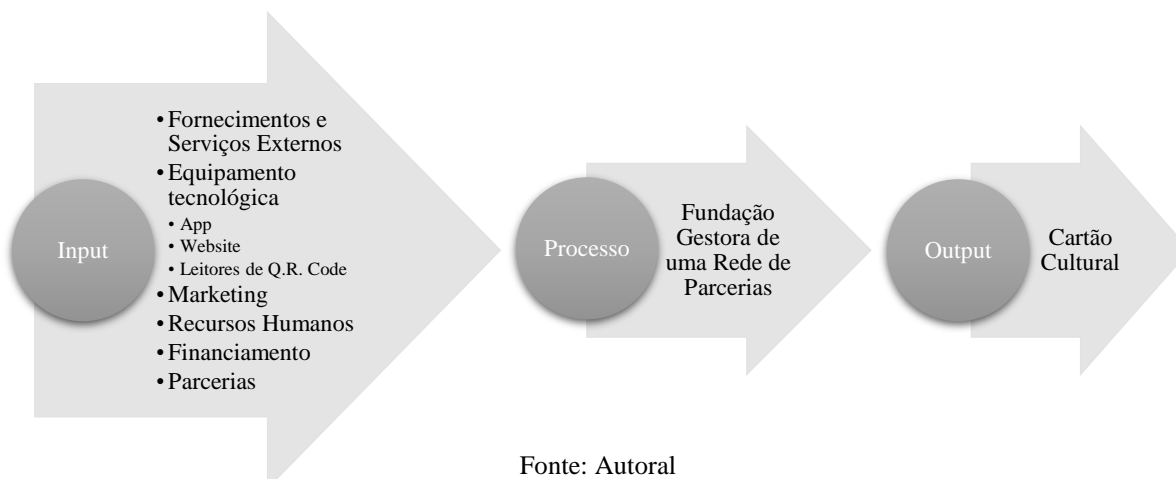 Input
• Fornecimentos e
Serviços Externos
• Equipamento
tecnológica
• App
• Website
• Leitores de Q.R. Code
• Marketing
• Recursos Humanos
• Financiamento
• Parcerias
Processo
Fundação
Gestora de
uma Rede de
Parcerias
Output
Cartão
Cultural
Fonte: Autoral